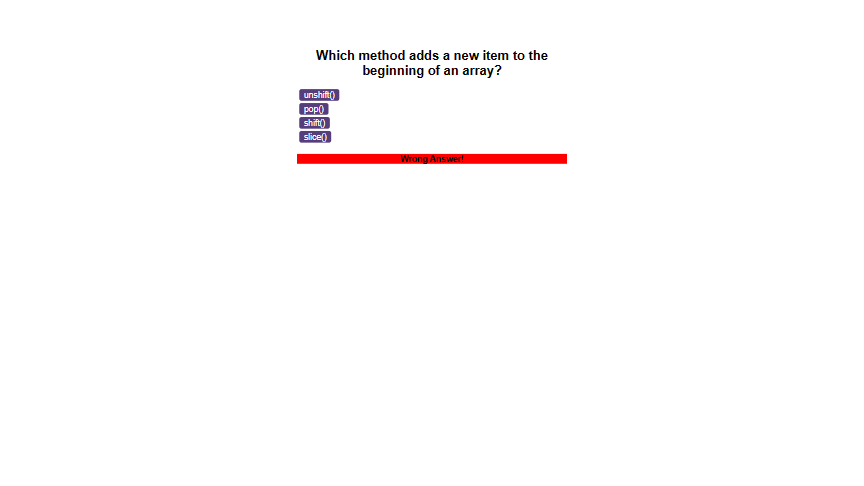 Which method adds a new item to the
beginning of an array?
unshift()
pop()
shift()
slice()
Wrong Answer!